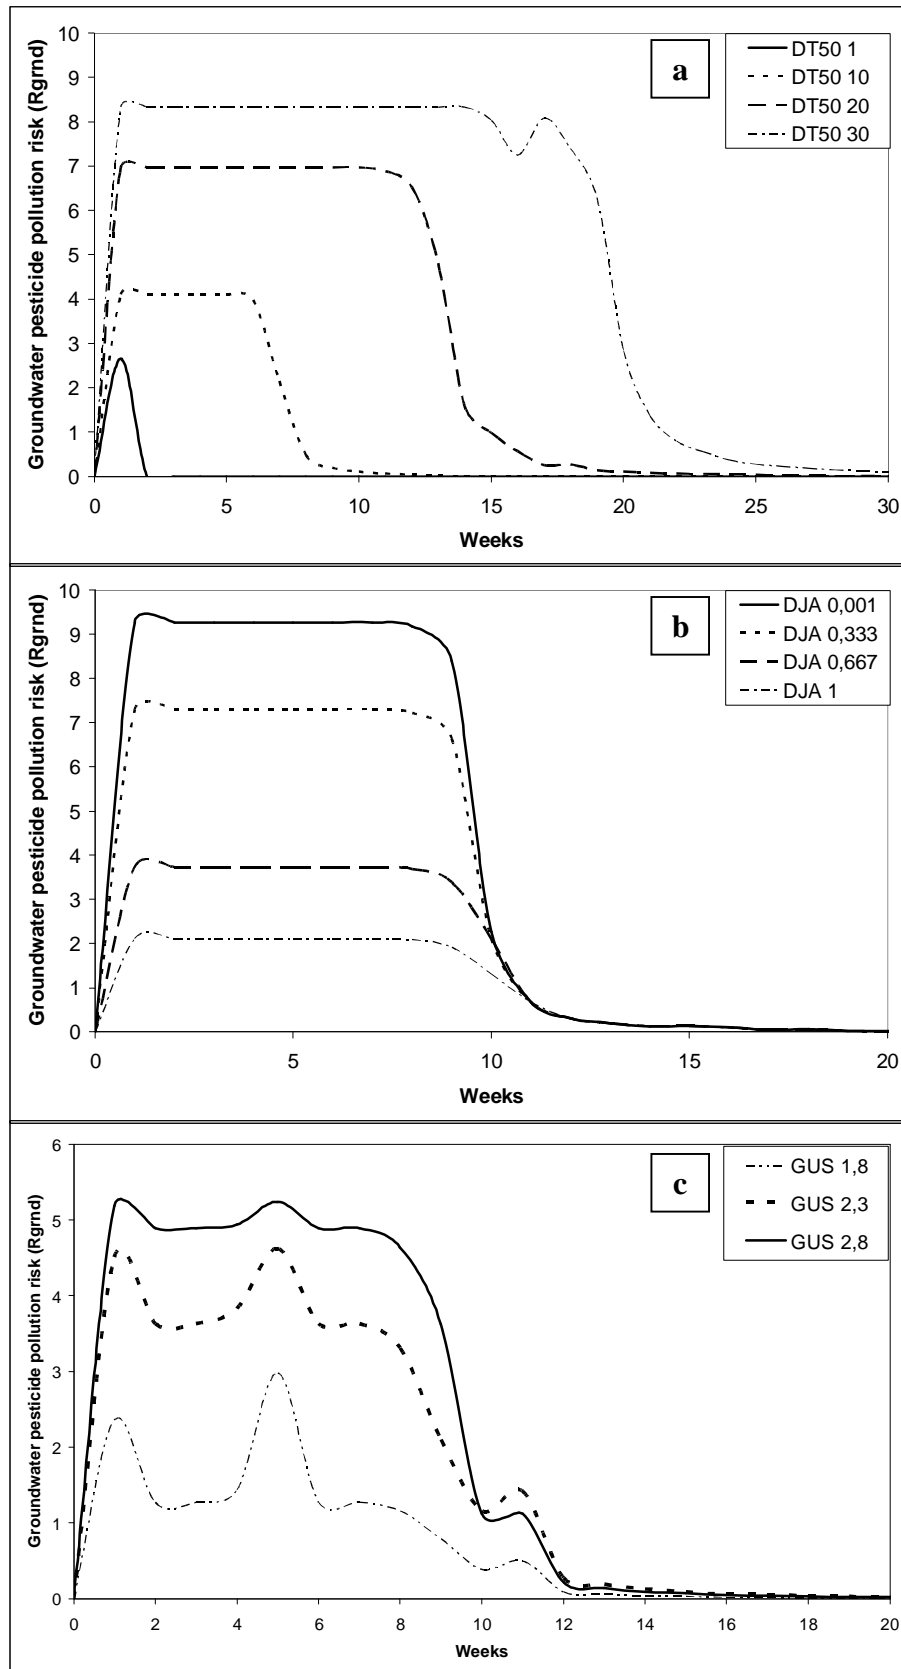 10
9
8
7
6
5
4
3
2
1
0
Groundwater pesticide pollution risk (Rgrnd)
a
DT50 1
DT50 10
DT50 20
DT50 30
0 5 10 15 20 25 30
Weeks
10
9
8
7
6
5
4
3
2
1
0
Groundwater pesticide pollution risk (Rgrnd)
b
DJA 0,001
DJA 0,333
DJA 0,667
DJA 1
0 5 10 15 20
Weeks
6
5
4
3
2
1
0
Groundwater pesticide pollution risk (Rgrnd)
c
GUS 1,8
GUS 2,3
GUS 2,8
0 2 4 6 8 10 12 14 16 18 20
Weeks